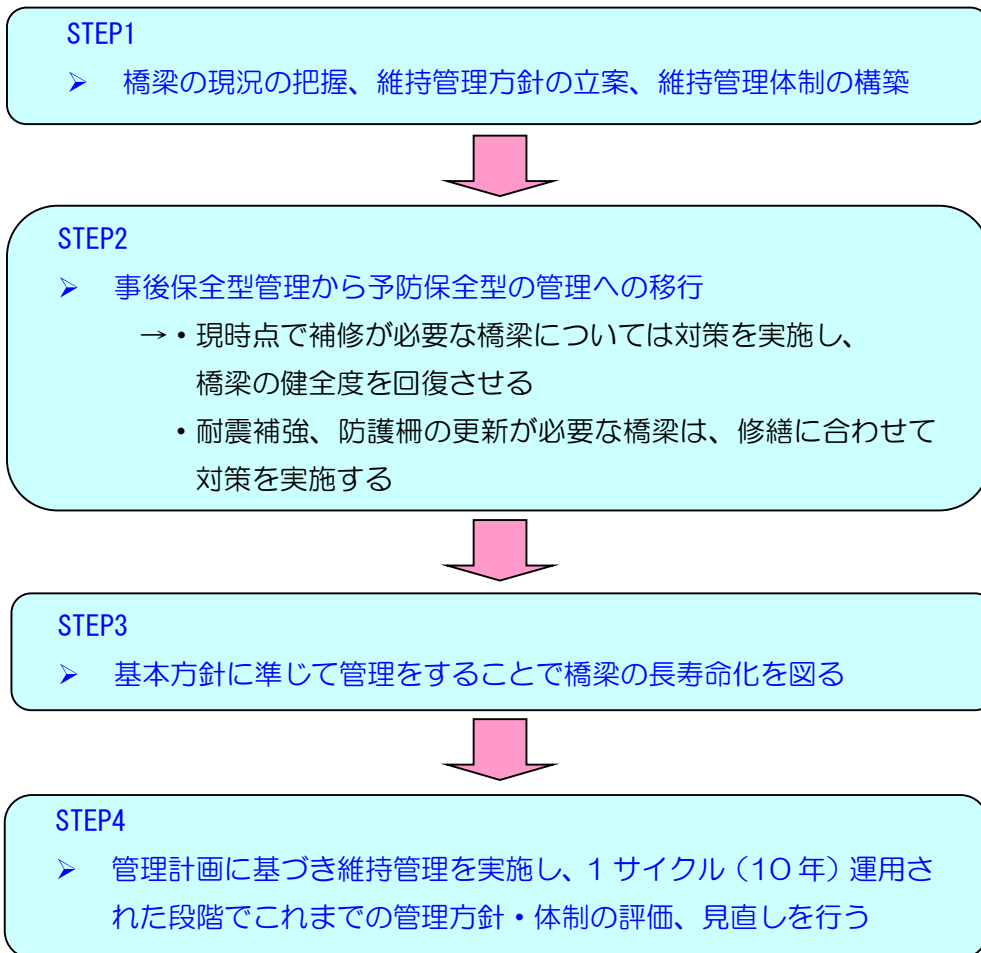 STEP1
➢ 橋梁の現況の把握、維持管理方針の立案、維持管理体制の構築
STEP2
➢ 事後保全型管理から予防保全型の管理への移行
→・現時点で補修が必要な橋梁については対策を実施し、
橋梁の健全度を回復させる
・耐震補強、防護柵の更新が必要な橋梁は、修繕に合わせて
対策を実施する
STEP3
➢ 基本方針に準じて管理をすることで橋梁の長寿命化を図る
STEP4
➢ 管理計画に基づき維持管理を実施し、1サイクル（10年）運用さ
れた段階でこれまでの管理方針・体制の評価、見直しを行う